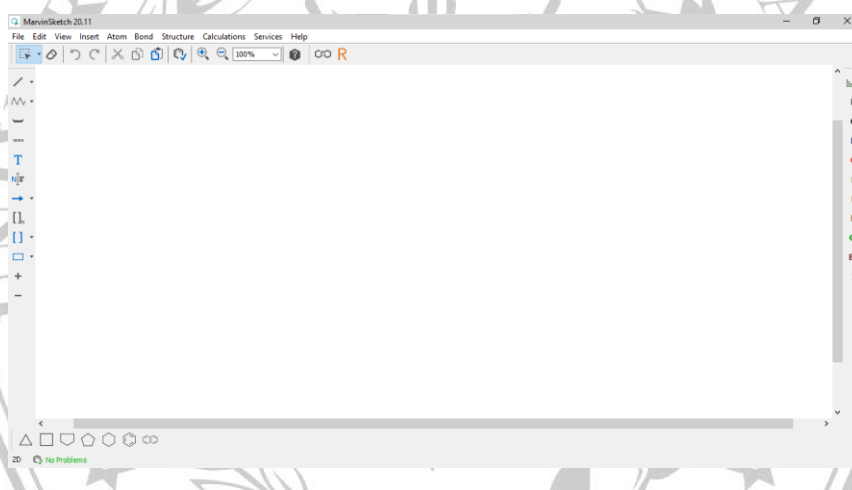 MarvinSketch 20.11
File Edit View Insert Atom Bond Structure Calculations Services Help
100% R
T
2D No Problems